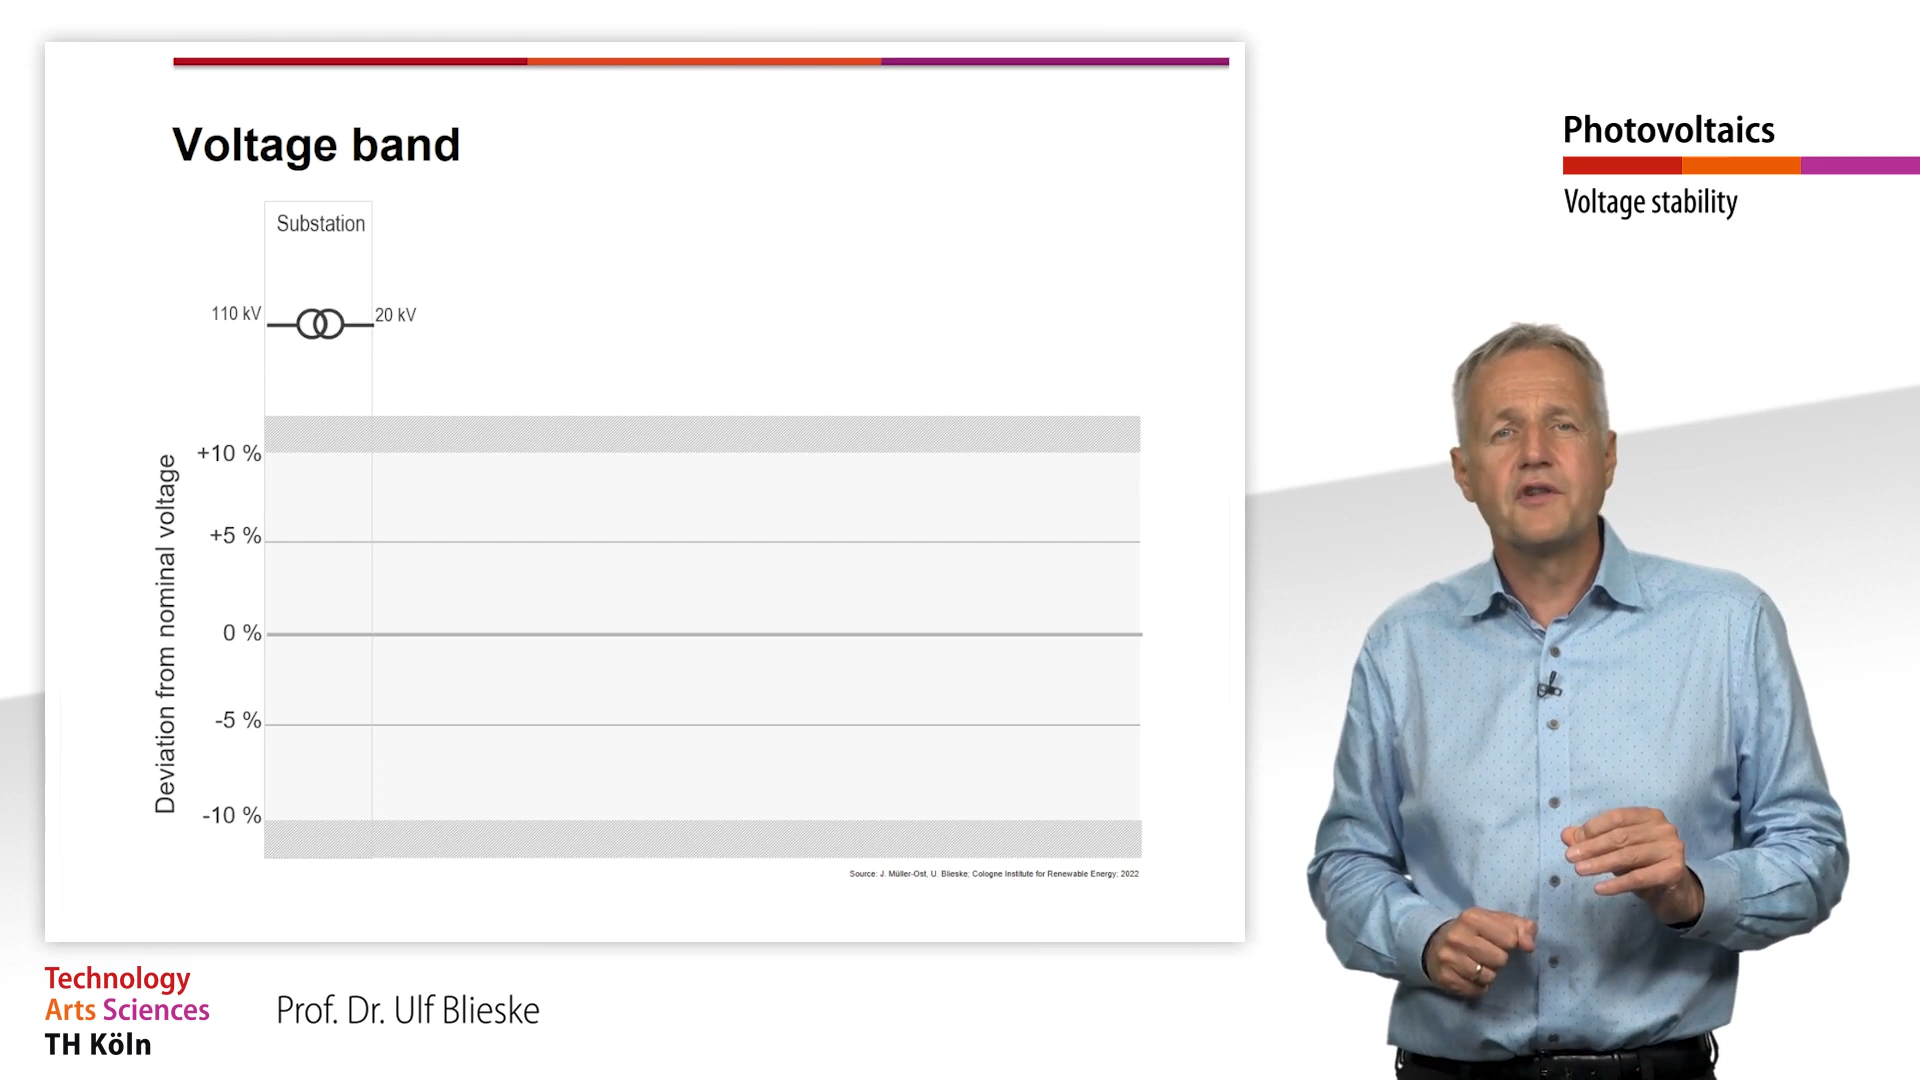 Voltage band
Substation
110 kV
20 kV
Deviation from nominal voltage
+10 %
+5 %
0 %
-5 %
-10 %
Source: J. Müller-Ost, U. Blieske; Cologne Institute for Renewable Energy, 2022
Photovoltaics
Voltage stability
Technology
Arts Sciences
TH Köln
Prof. Dr. Ulf Blieske